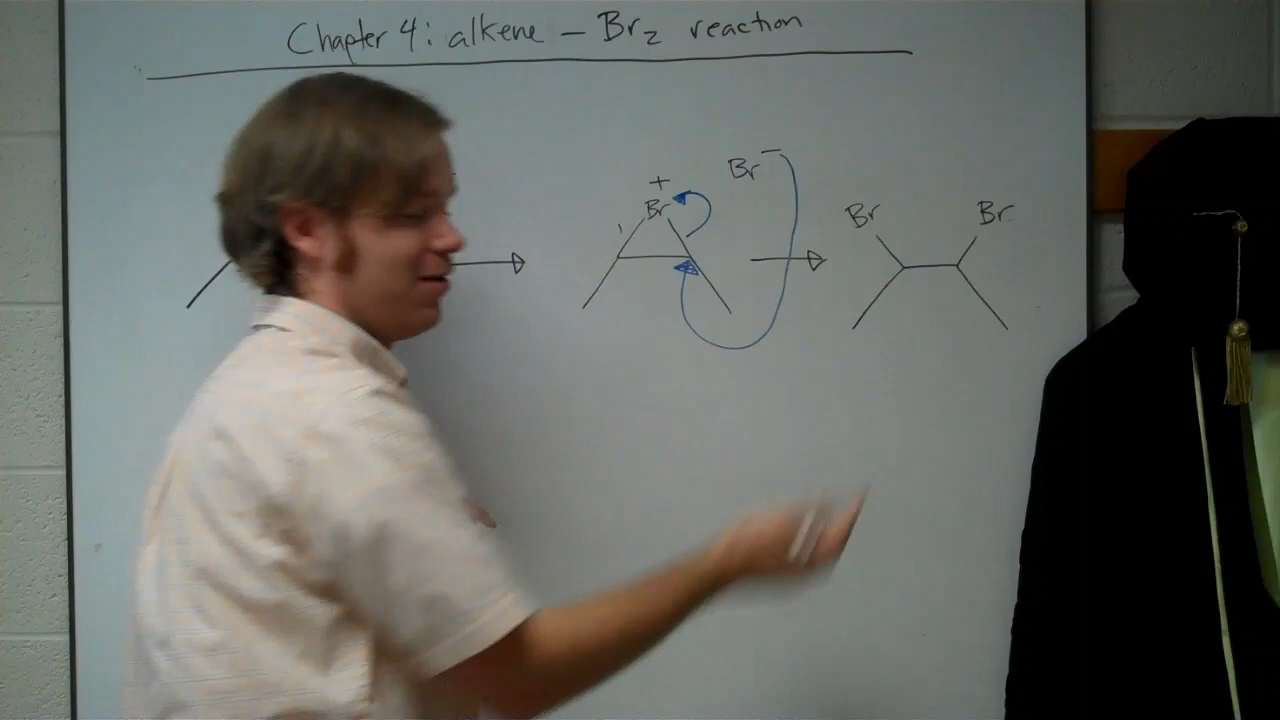 Chapter 4: alkene – Br₂ reaction
Br⁻
+
Br
Br Br